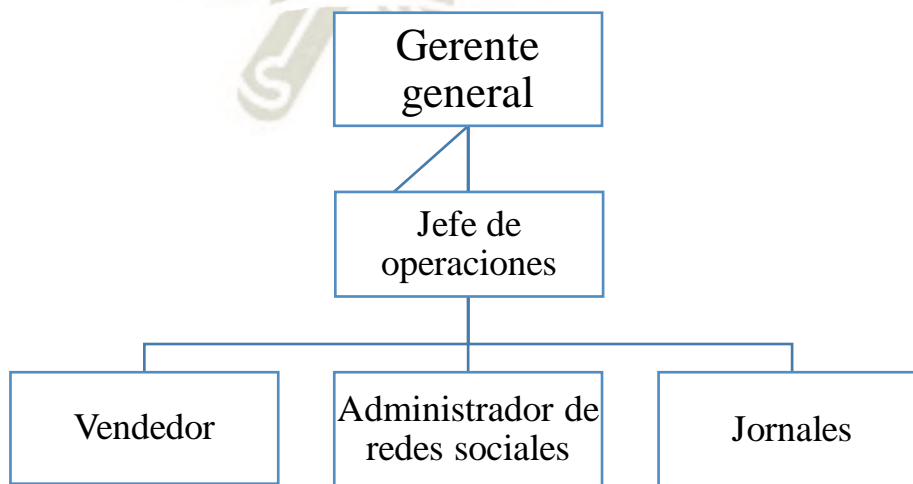 Gerente
general
Jefe de
operaciones
Vendedor
Administrador de
redes sociales
Jornales